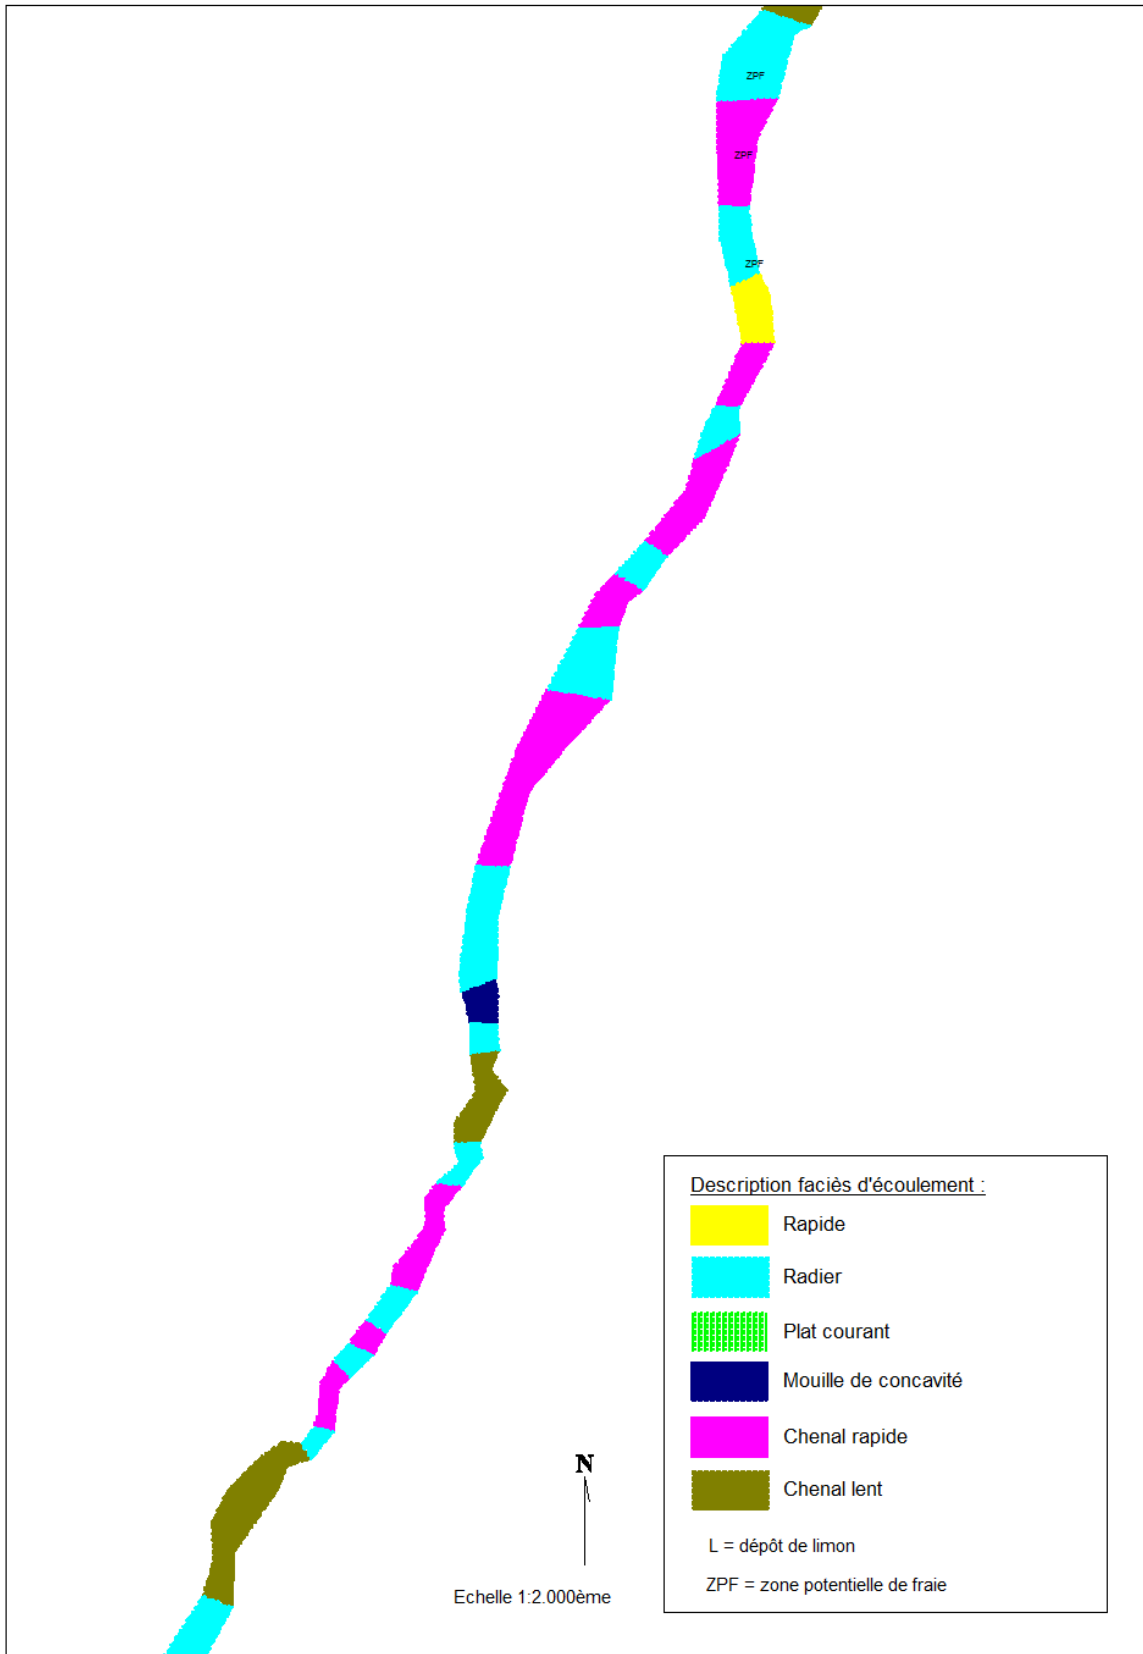 ZPF
ZPF
ZPF
Description faciès d'écoulement :
Rapide
Radier
Plat courant
Mouille de concavité
Chenal rapide
Chenal lent
L = dépôt de limon
ZPF = zone potentielle de fraie
N
Echelle 1:2.000ème